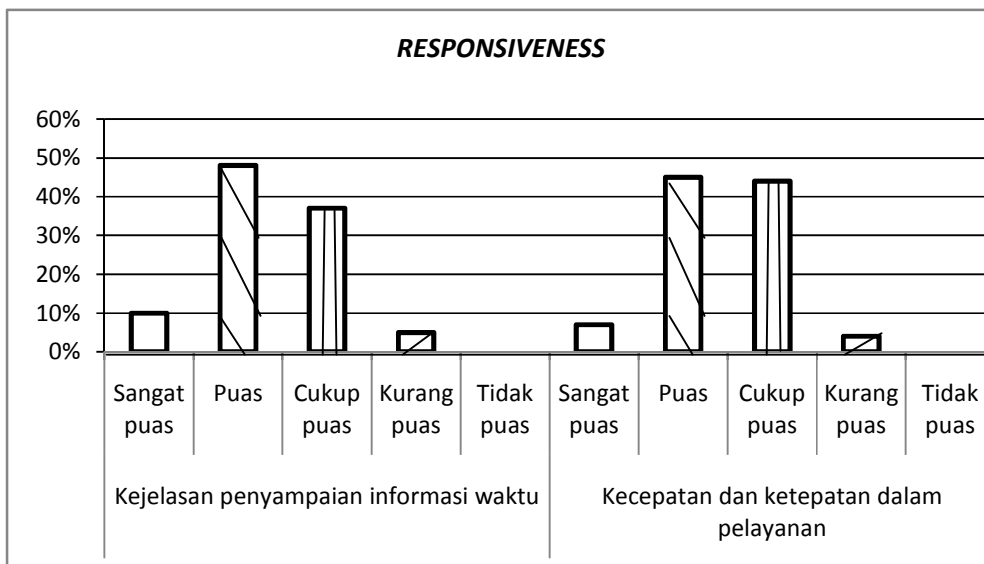 RESPONSIVENESS
60%
50%
40%
30%
20%
10%
0%
Sangat Puas Cukup Kurang Tidak Sangat Puas Cukup Kurang Tidak
puas puas puas puas puas puas puas puas
Kejelasan penyampaian informasi waktu Kecepatan dan ketepatan dalam
pelayanan